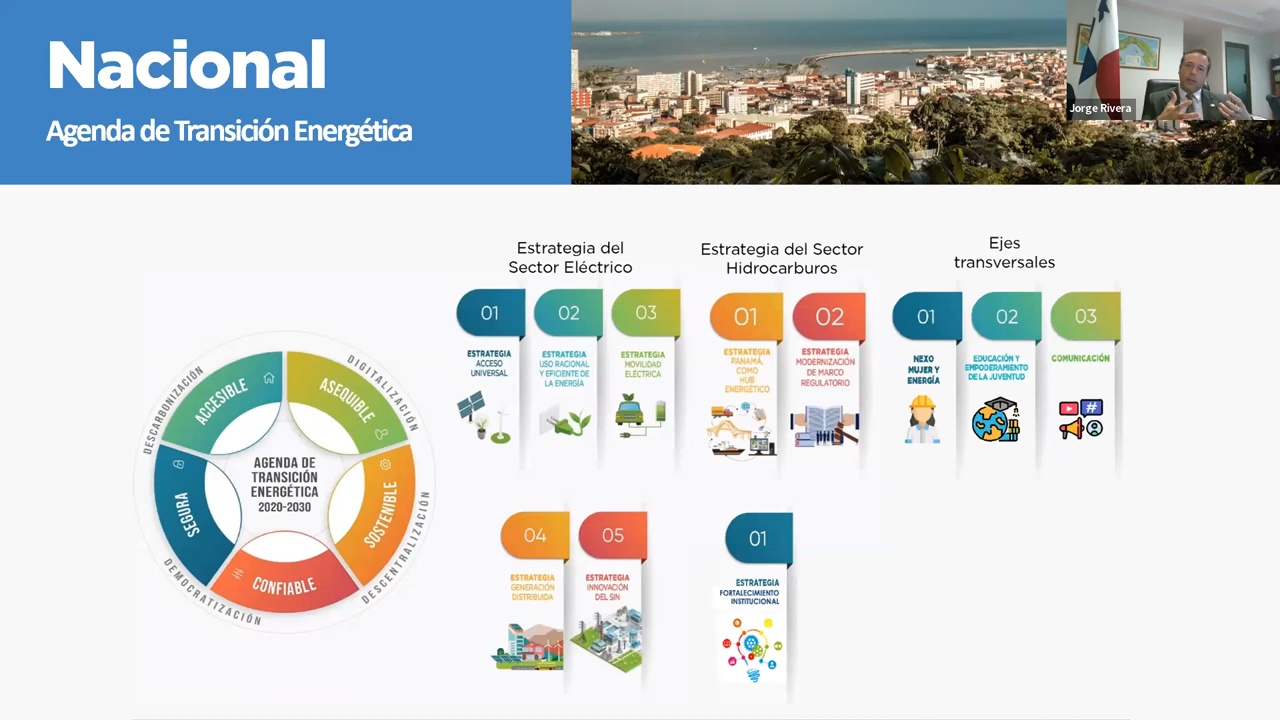 Nacional
Agenda de Transición Energética
Jorge Rivera
Estrategia del
Sector Eléctrico
Estrategia del Sector
Hidrocarburos
Ejes
transversales
01
02
03
01
02
01
02
03
ESTRATEGIA
ACCESO
UNIVERSAL
ESTRATEGIA
USO RACIONAL
Y EFICIENTE DE
LA ENERGÍA
ESTRATEGIA
MOVILIDAD
ELÉCTRICA
ESTRATEGIA
PANAMÁ,
COMO
HUB
ENERGÉTICO
ESTRATEGIA
MODERNIZACIÓN
DE MARCO
REGULATORIO
NEXO
MUJER Y
ENERGÍA
EDUCACIÓN Y
EMPODERAMIENTO
DE LA JUVENTUD
COMUNICACIÓN
#
DESCARBONIZACIÓN
DIGITALIZACIÓN
DESCENTRALIZACIÓN
DEMOCRATIZACIÓN
ACCESIBLE
ASEQUIBLE
SOSTENIBLE
CONFIABLE
SEGURA
AGENDA DE
TRANSICIÓN
ENERGÉTICA
2020-2030
04
05
01
ESTRATEGIA
GENERACIÓN
DISTRIBUIDA
ESTRATEGIA
INNOVACIÓN
DEL SIN
ESTRATEGIA
FORTALECIMIENTO
INSTITUCIONAL